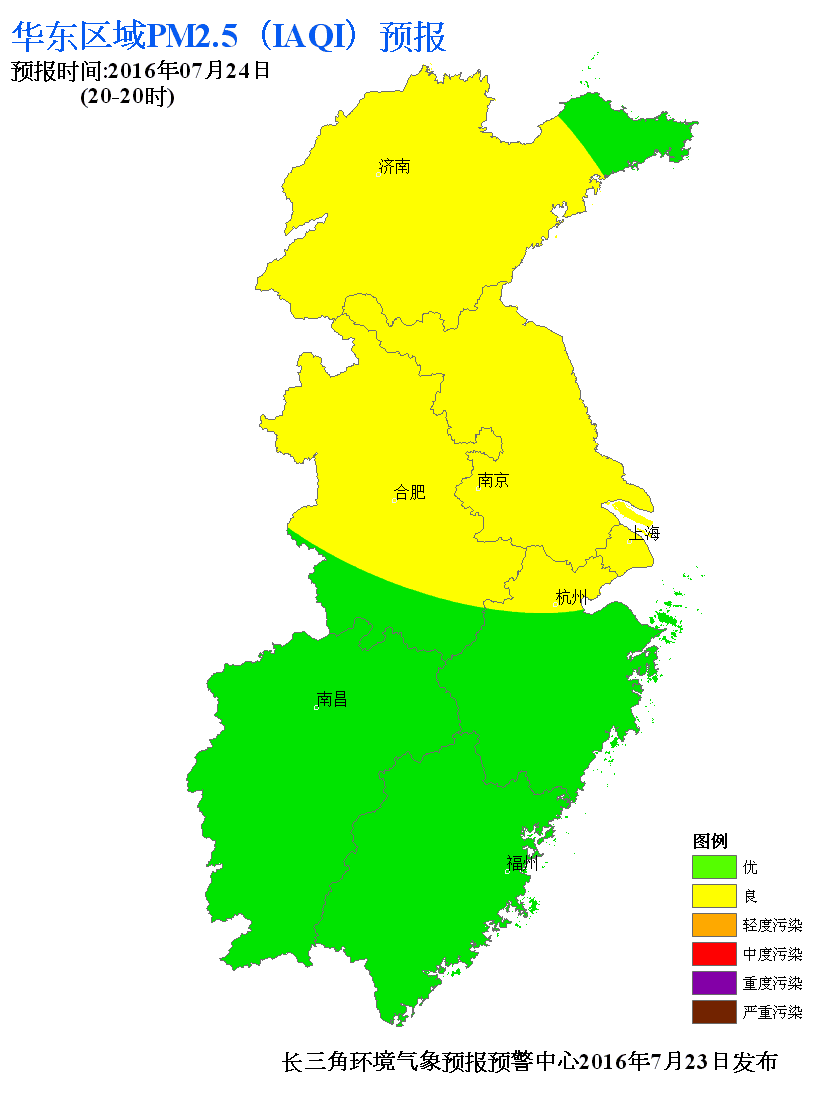 华东区域PM2.5（IAQI）预报
预报时间:2016年07月24日
(20-20时)
济南
合肥
南京
上海
杭州
南昌
福州
图例
优
良
轻度污染
中度污染
重度污染
严重污染
长三角环境气象预报预警中心2016年7月23日发布